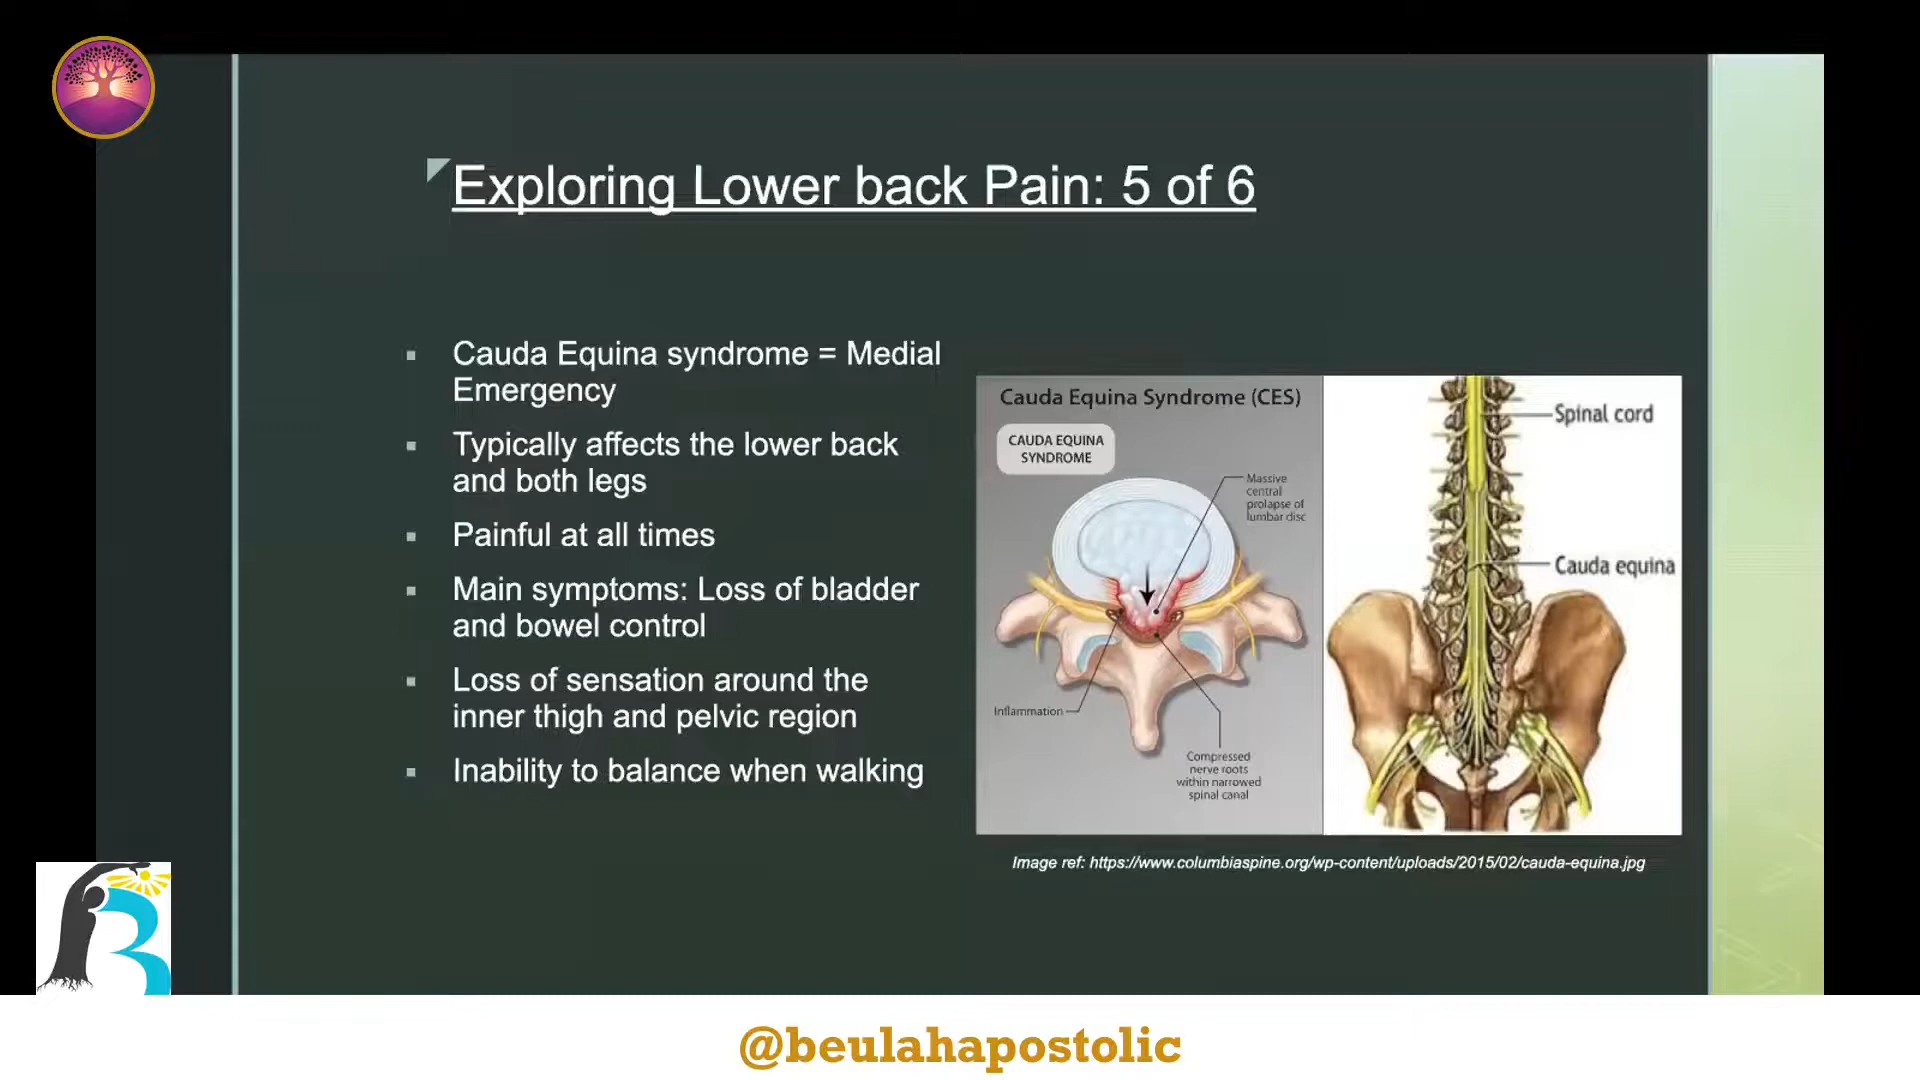 Exploring Lower back Pain: 5 of 6
Cauda Equina syndrome = Medial
Emergency
Typically affects the lower back
and both legs
Painful at all times
Main symptoms: Loss of bladder
and bowel control
Loss of sensation around the
inner thigh and pelvic region
Inability to balance when walking
Cauda Equina Syndrome (CES)
CAUDA EQUINA
SYNDROME
Massive
central
prolapse of
lumbar disc
Inflammation
Compressed
nerve roots
within narrowed
spinal canal
Spinal cord
Cauda equina
Image ref: https://www.columbiaspine.org/wp-content/uploads/2015/02/cauda-equina.jpg
B
@beulahapostolic